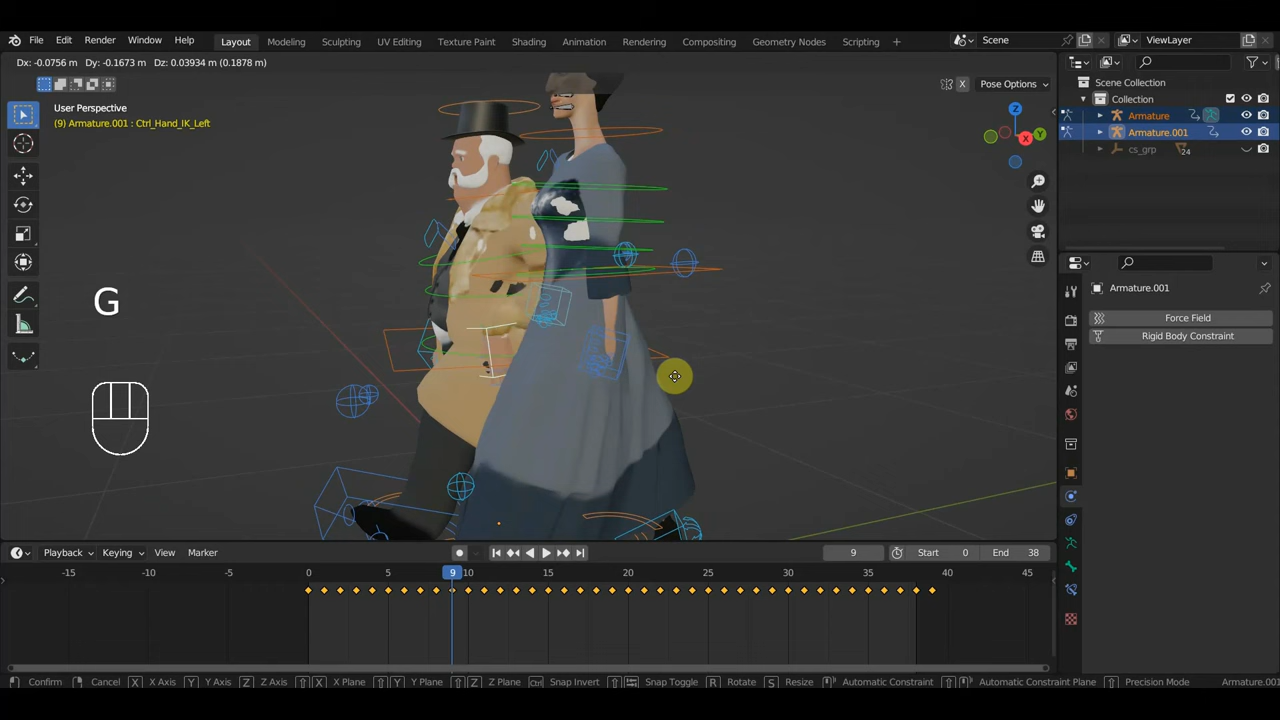 File Edit Render Window Help Layout Modeling Sculpting UV Editing Texture Paint Shading Animation Rendering Compositing Geometry Nodes Scripting + Scene ViewLayer
Dx: -0.0756 m Dy: -0.1673 m Dz: 0.03934 m (0.1878 m)
X Pose Options
User Perspective
(9) Armature.001 : Ctrl_Hand_IK_Left
Z
Y
X
G
Scene Collection
Collection
Armature
Armature.001
cs_grp 24
Armature.001
Force Field
Rigid Body Constraint
Playback Keying View Marker 9 Start 0 End 38
-15 -10 -5 0 5 9 10 15 20 25 30 35 40 45
Confirm Cancel X X Axis Y Y Axis Z Z Axis X X Plane Y Y Plane Z Z Plane Ctrl Snap Invert Snap Toggle R Rotate S Resize Automatic Constraint Automatic Constraint Plane Precision Mode Armature.001